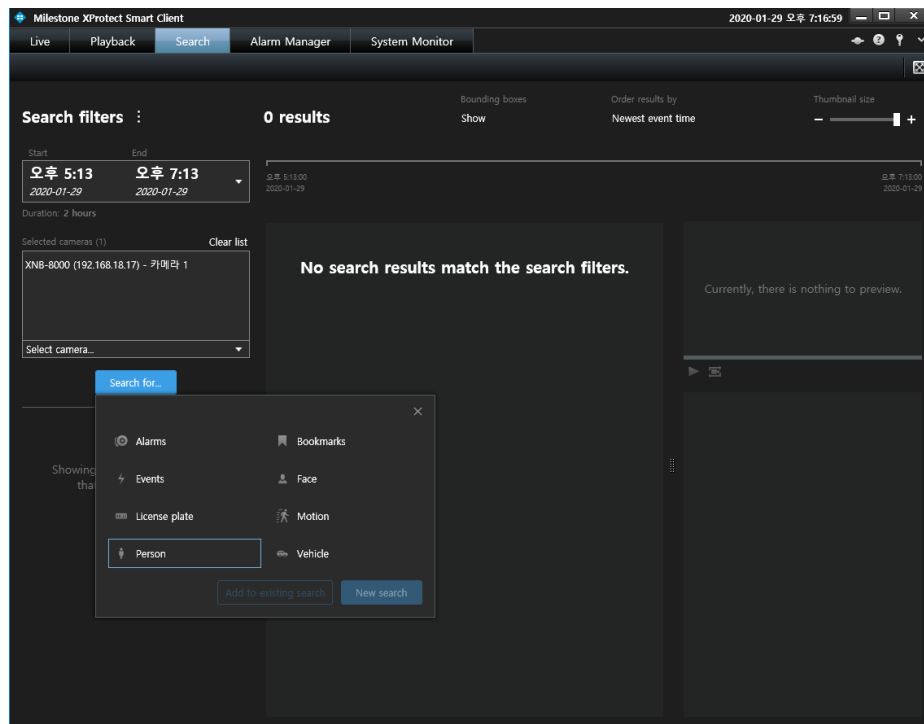 Milestone XProtect Smart Client
2020-01-29 오후 7:16:59
Live Playback Search Alarm Manager System Monitor
Search filters
0 results
Bounding boxes
Show
Order results by
Newest event time
Thumbnail size
Start End
오후 5:13 오후 7:13
2020-01-29 2020-01-29
Duration: 2 hours
오후 5:13:00
2020-01-29
오후 7:13:00
2020-01-29
Selected cameras (1) Clear list
XNB-8000 (192.168.18.17) - 카메라 1
Select camera...
Search for...
No search results match the search filters.
Currently, there is nothing to preview.
Showing
tha
Alarms Bookmarks
Events Face
License plate Motion
Person Vehicle
Add to existing search New search